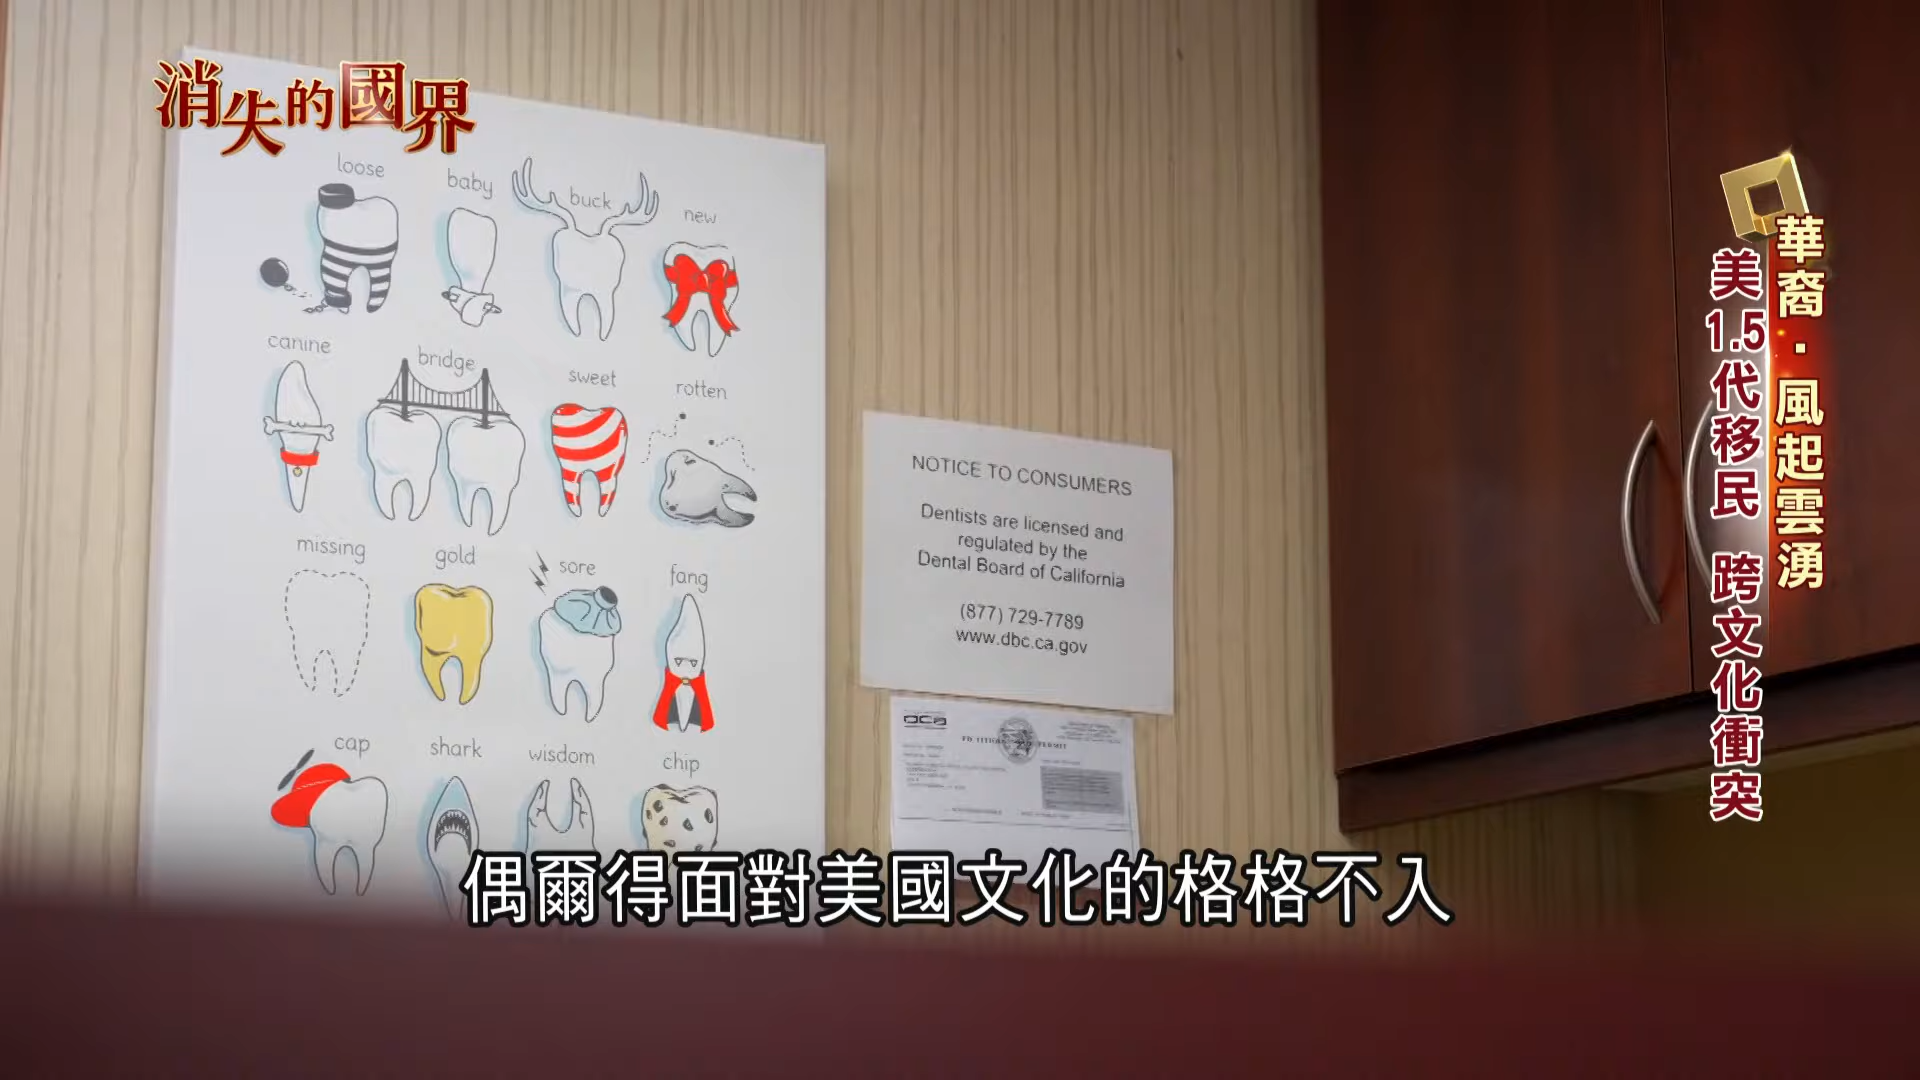 消失的國界
loose
baby
buck
new
canine
bridge
sweet
rotten
missing
gold
sore
fang
cap
shark
wisdom
chip
NOTICE TO CONSUMERS
Dentists are licensed and
regulated by the
Dental Board of California
(877) 729-7789
www.dbc.ca.gov
華裔．風起雲湧
美1.5代移民 跨文化衝突
偶爾得面對美國文化的格格不入